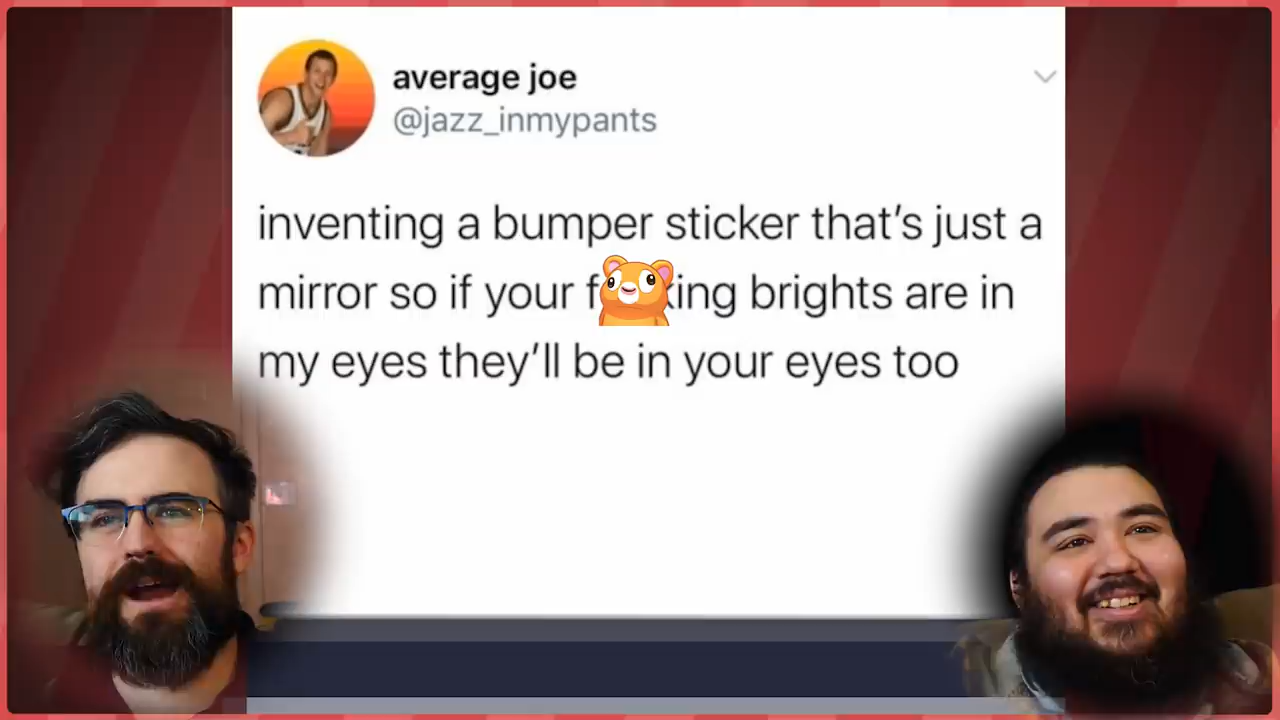 average joe
@jazz_inmypants
inventing a bumper sticker that's just a
mirror so if your f king brights are in
my eyes they'll be in your eyes too